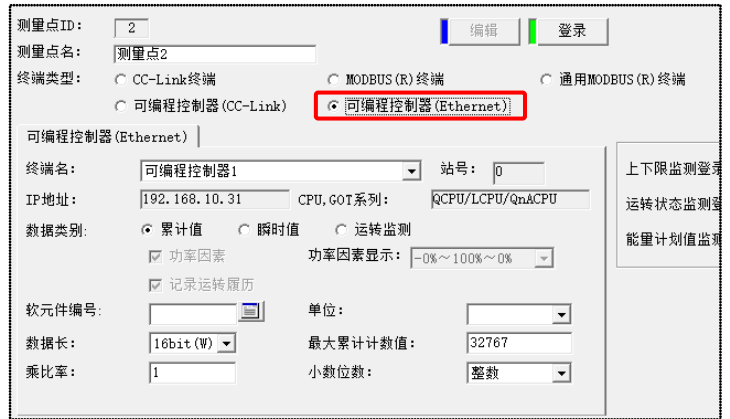 测量点ID： 2 编辑 登录
测量点名： 测量点2
终端类型： CC-Link终端 MODBUS(R)终端 通用MODBUS(R)终端
可编程控制器(CC-Link) 可编程控制器(Ethernet)
可编程控制器(Ethernet)
终端名： 可编程控制器1 站号： 0 上下限监测登录
IP地址： 192.168.10.31 CPU,GOT系列： QCPU/LCPU/QnACPU 运转状态监测登
数据类别: 累计值 瞬时值 运转监测 能量计划值监测
功率因素 功率因素显示： -0%～100%～0%
记录运转履历
软元件编号: 单位：
数据长： 16bit(W) 最大累计计数值： 32767
乘比率： 1 小数位数： 整数